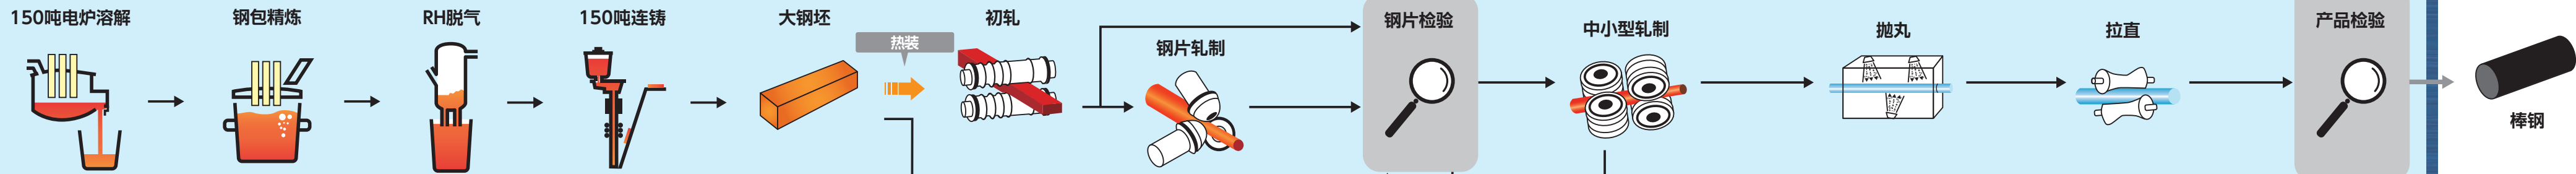 150吨电炉溶解
钢包精炼
RH脱气
150吨连铸
大钢坯
热装
初轧
钢片轧制
钢片检验
中小型轧制
抛丸
拉直
产品检验
棒钢